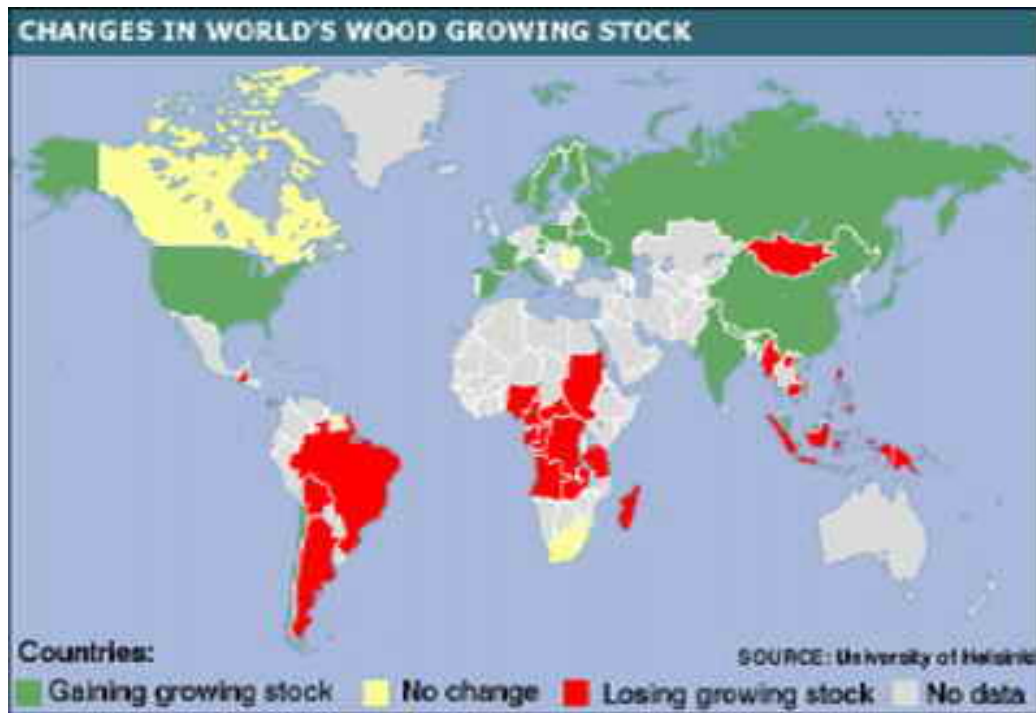 CHANGES IN WORLD'S WOOD GROWING STOCK
Countries:
SOURCE: University of Helsinki
Gaining growing stock
No change
Losing growing stock
No data